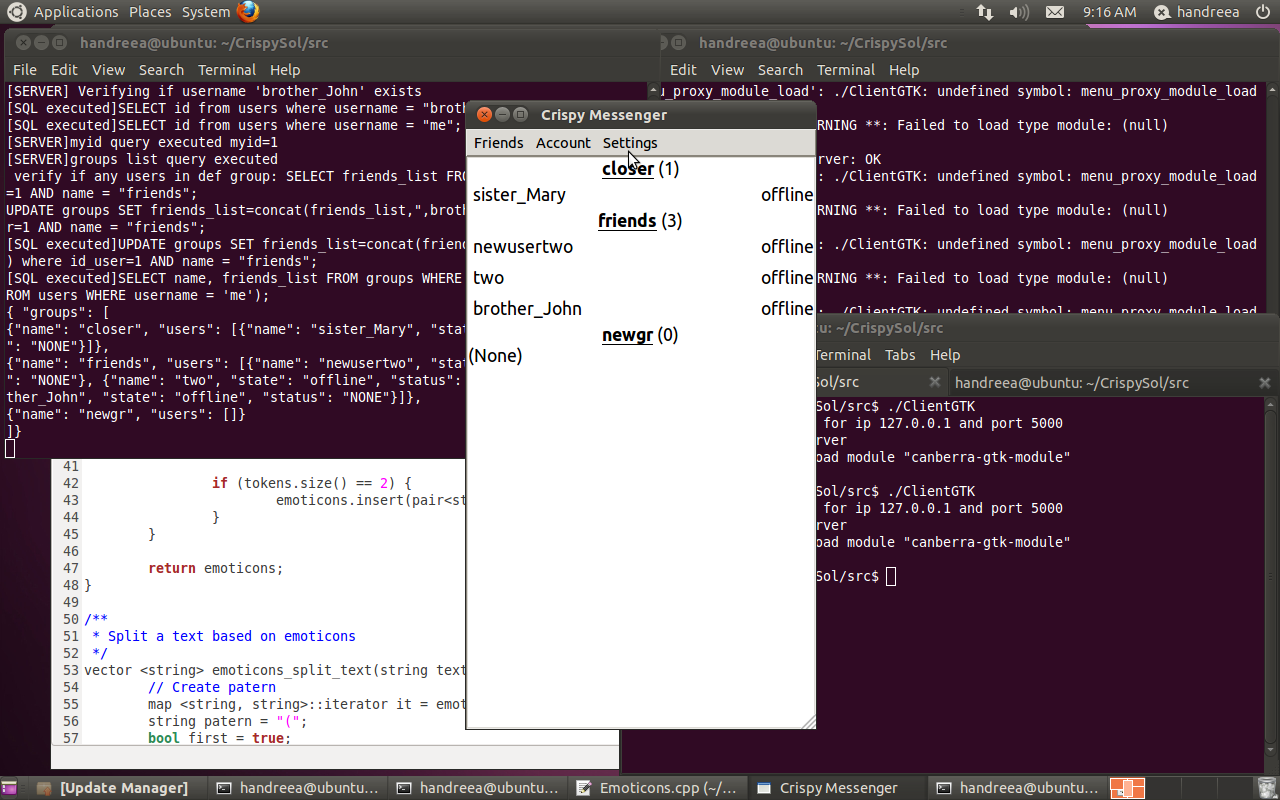 Applications Places System 9:16 AM handreea
handreea@ubuntu: ~/CrispySol/src
File Edit View Search Terminal Help
[SERVER] Verifying if username 'brother_John' exists
[SQL executed]SELECT id from users where username = "brot
[SQL executed]SELECT id from users where username = "me";
[SERVER]myid query executed myid=1
[SERVER]groups list query executed
verify if any users in def group: SELECT friends_list FRO
=1 AND name = "friends";
UPDATE groups SET friends_list=concat(friends_list,",broth
r=1 AND name = "friends";
[SQL executed]UPDATE groups SET friends_list=concat(frien
) where id_user=1 AND name = "friends";
[SQL executed]SELECT name, friends_list FROM groups WHERE
ROM users WHERE username = 'me');
{ "groups": [
{"name": "closer", "users": [{"name": "sister_Mary", "stat
": "NONE"}]},
{"name": "friends", "users": [{"name": "newusertwo", "stat
": "NONE"}, {"name": "two", "state": "offline", "status":
ther_John", "state": "offline", "status": "NONE"}]},
{"name": "newgr", "users": []}
]}
handreea@ubuntu: ~/CrispySol/src
Edit View Search Terminal Help
u_proxy_module_load': ./ClientGTK: undefined symbol: menu_proxy_module_load
RNING **: Failed to load type module: (null)
rver: OK
': ./ClientGTK: undefined symbol: menu_proxy_module_load
RNING **: Failed to load type module: (null)
': ./ClientGTK: undefined symbol: menu_proxy_module_load
RNING **: Failed to load type module: (null)
': ./ClientGTK: undefined symbol: menu_proxy_module_load
Crispy Messenger
Friends Account Settings
closer (1)
sister_Mary offline
friends (3)
newusertwo offline
two offline
brother_John offline
newgr (0)
(None)
tu: ~/CrispySol/src
Terminal Tabs Help
Sol/src handreea@ubuntu: ~/CrispySol/src
Sol/src$ ./ClientGTK
for ip 127.0.0.1 and port 5000
rver
oad module "canberra-gtk-module"
Sol/src$ ./ClientGTK
for ip 127.0.0.1 and port 5000
rver
oad module "canberra-gtk-module"
Sol/src$
41
42 if (tokens.size() == 2) {
43 emoticons.insert(pair<st
44 }
45 }
46
47 return emoticons;
48 }
49
50 /**
51 * Split a text based on emoticons
52 */
53 vector <string> emoticons_split_text(string text
54 // Create patern
55 map <string, string>::iterator it = emot
56 string patern = "(";
57 bool first = true;
[Update Manager] handreea@ubuntu:... handreea@ubuntu:... Emoticons.cpp (~/... Crispy Messenger handreea@ubuntu:...